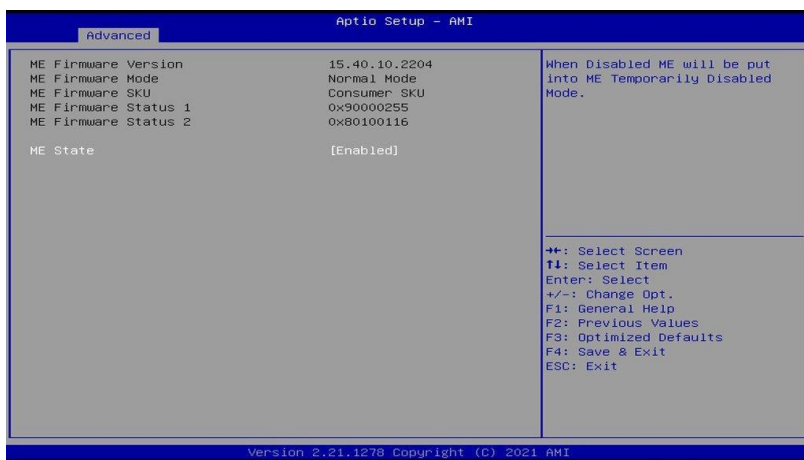 Aptio Setup – AMI
Advanced
ME Firmware Version 15.40.10.2204
ME Firmware Mode Normal Mode
ME Firmware SKU Consumer SKU
ME Firmware Status 1 0x90000255
ME Firmware Status 2 0x80100116
ME State [Enabled]
When Disabled ME will be put
into ME Temporarily Disabled
Mode.
→←: Select Screen
↑↓: Select Item
Enter: Select
+/-: Change Opt.
F1: General Help
F2: Previous Values
F3: Optimized Defaults
F4: Save & Exit
ESC: Exit
Version 2.21.1278 Copyright (C) 2021 AMI